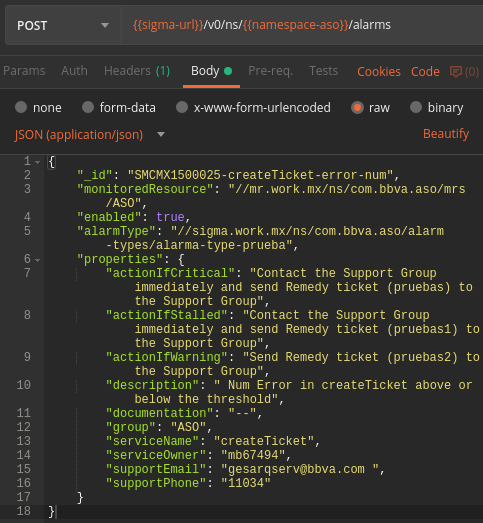 POST {{sigma-url}}/v0/ns/{{namespace-aso}}/alarms
Params Auth Headers (1) Body Pre-req. Tests Cookies Code (0)
none form-data x-www-form-urlencoded raw binary
JSON (application/json) Beautify
1 {
2 "_id": "SMCMX1500025-createTicket-error-num",
3 "monitoredResource": "//mr.work.mx/ns/com.bbva.aso/mrs
/ASO",
4 "enabled": true,
5 "alarmType": "//sigma.work.mx/ns/com.bbva.aso/alarm
-types/alarma-type-prueba",
6 "properties": {
7 "actionIfCritical": "Contact the Support Group
immediately and send Remedy ticket (pruebas) to
the Support Group",
8 "actionIfStalled": "Contact the Support Group
immediately and send Remedy ticket (pruebas1) to
the Support Group",
9 "actionIfWarning": "Send Remedy ticket (pruebas2) to
the Support Group",
10 "description": " Num Error in createTicket above or
below the threshold",
11 "documentation": "--",
12 "group": "ASO",
13 "serviceName": "createTicket",
14 "serviceOwner": "mb67494",
15 "supportEmail": "gesarqserv@bbva.com ",
16 "supportPhone": "11034"
17 }
18 }